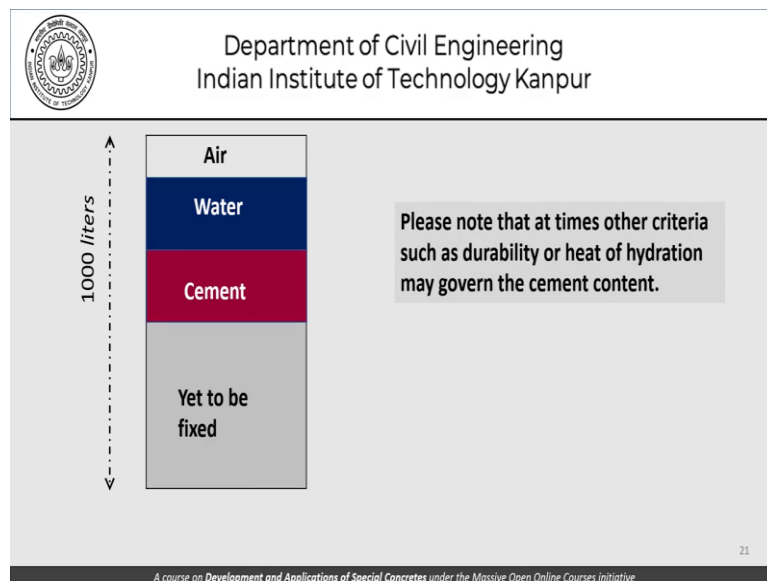 Department of Civil Engineering
Indian Institute of Technology Kanpur
1000 liters
Air
Water
Cement
Yet to be
fixed
Please note that at times other criteria
such as durability or heat of hydration
may govern the cement content.
21
A course on Development and Applications of Special Concretes under the Massive Open Online Courses initiative